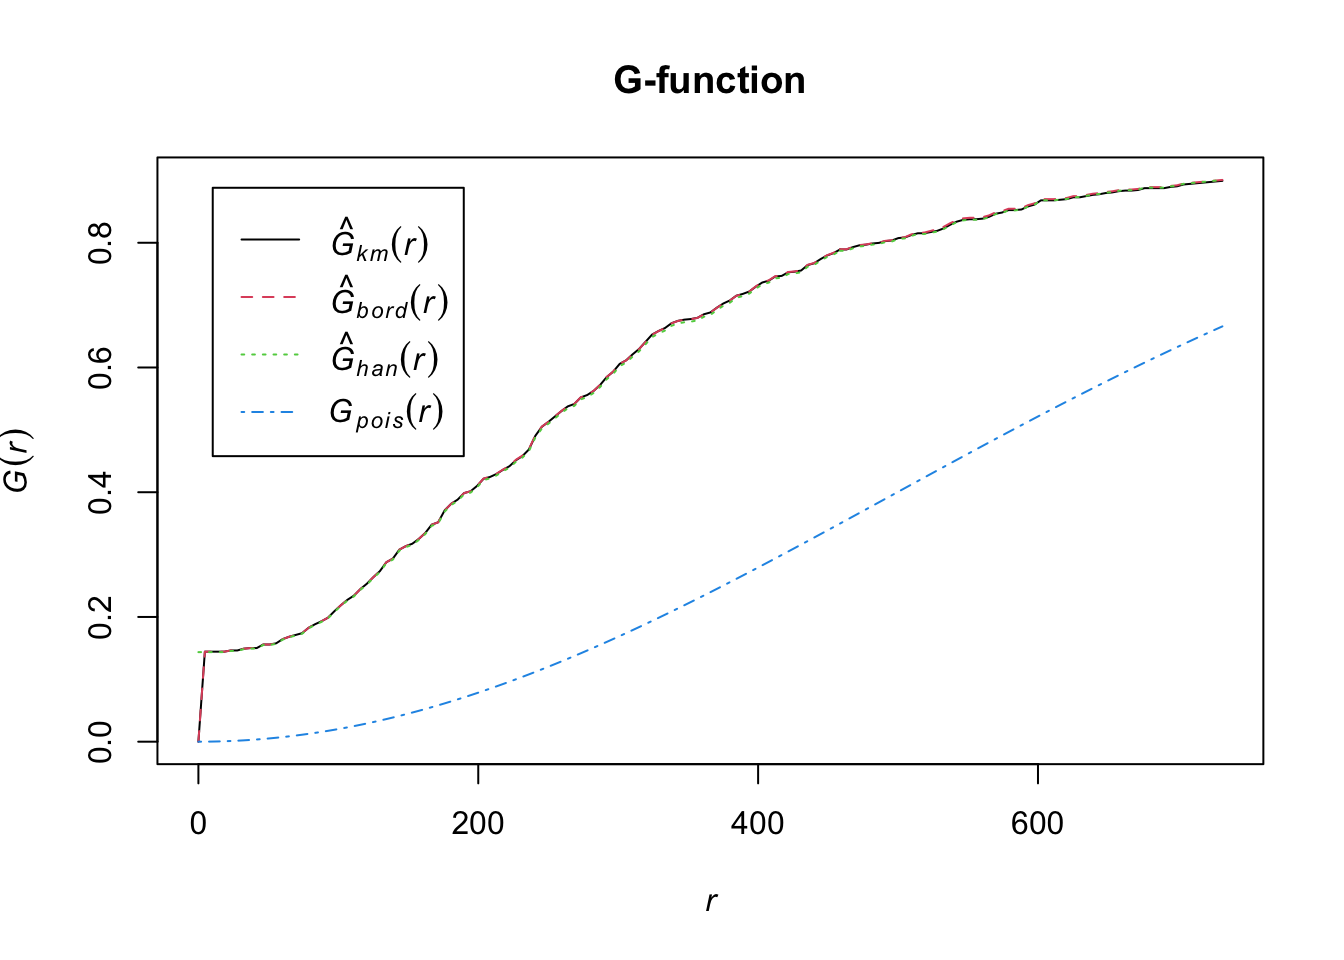 G-function
Ĝkm(r)
Ĝbord(r)
Ĝhan(r)
Gpois(r)
G(r)
0.8
0.6
0.4
0.2
0.0
0 200 400 600
r